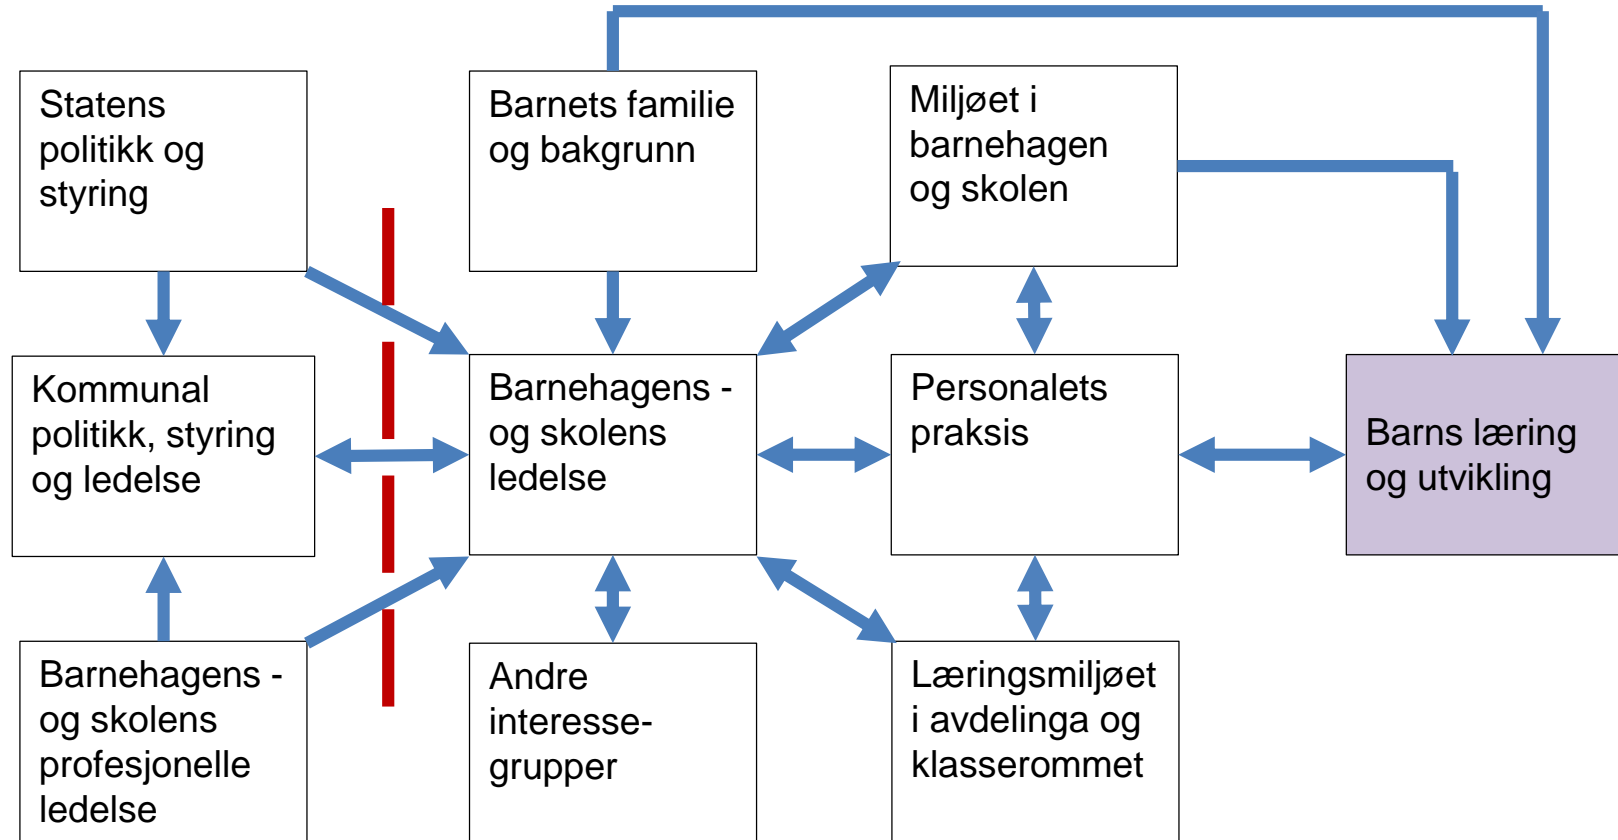 Statens
politikk og
styring
Barnets familie
og bakgrunn
Miljøet i
barnehagen
og skolen
Kommunal
politikk, styring
og ledelse
Barnehagens -
og skolens
ledelse
Personalets
praksis
Barns læring
og utvikling
Barnehagens -
og skolens
profesjonelle
ledelse
Andre
interesse-
grupper
Læringsmiljøet
i avdelinga og
klasserommet